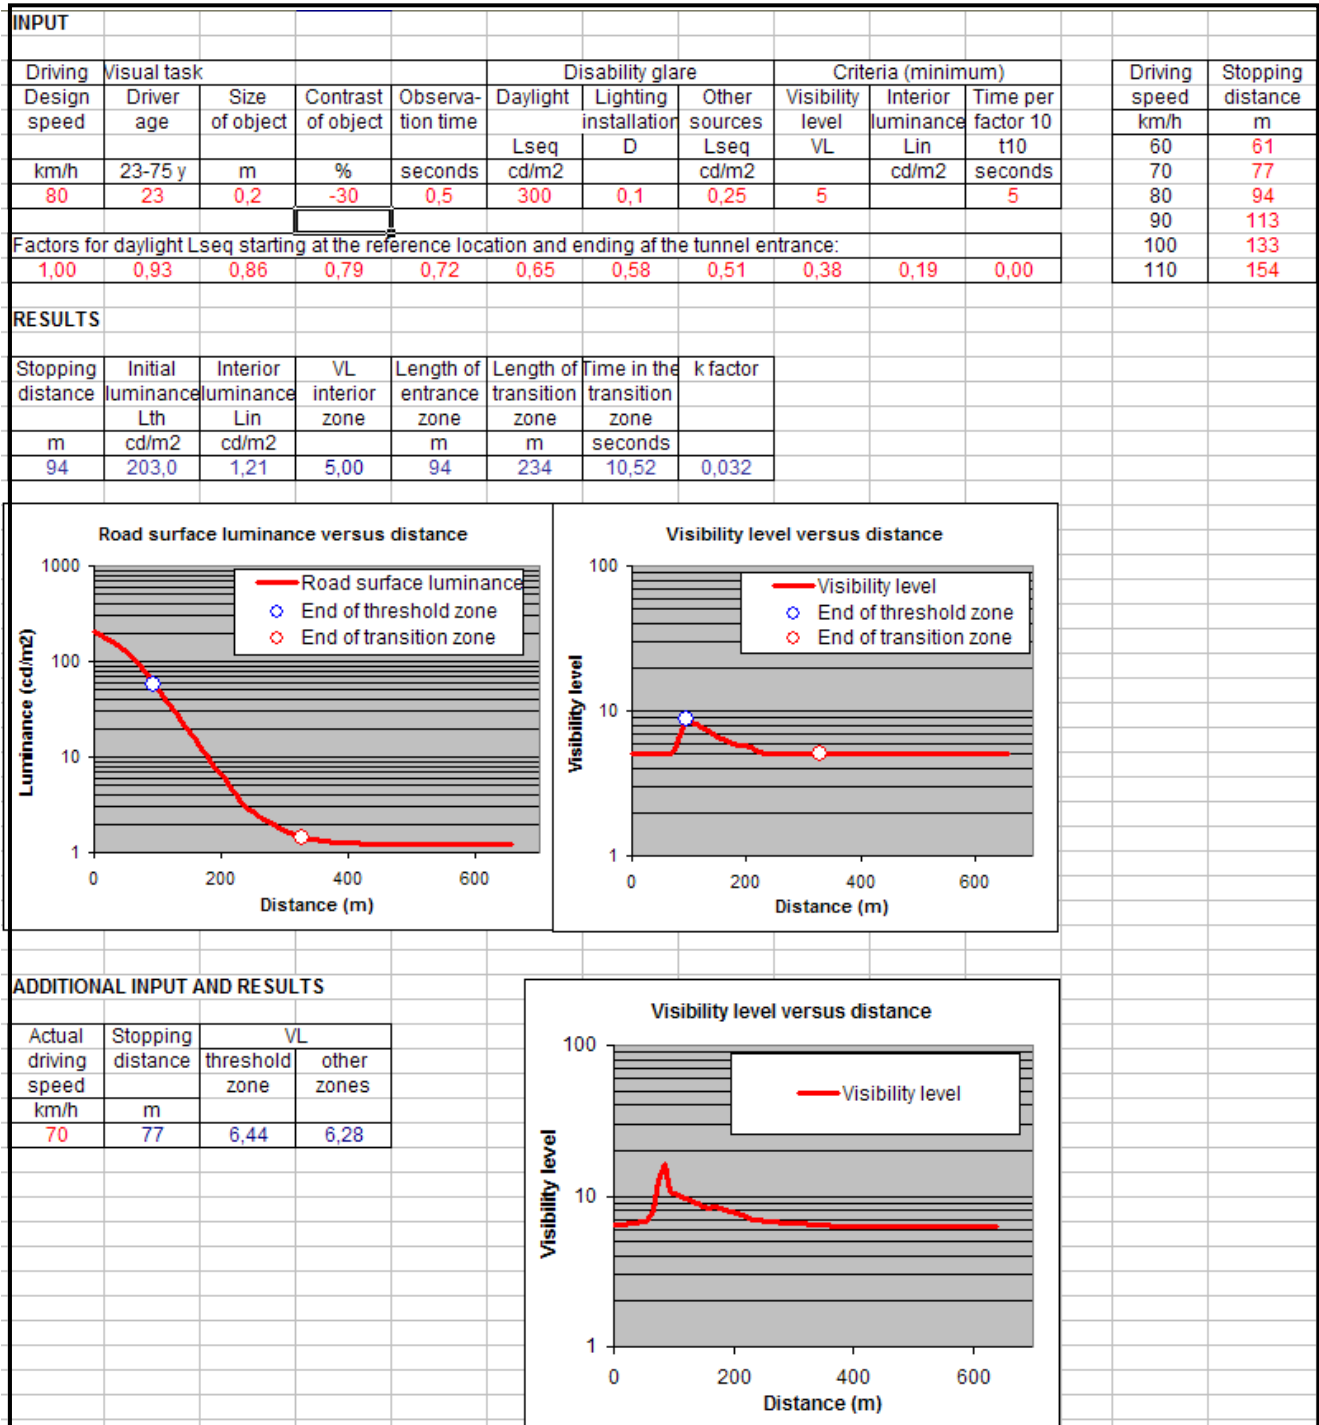 INPUT
Driving Visual task Disability glare Criteria (minimum) Driving Stopping
Design Driver Size Contrast Observa- Daylight Lighting Other Visibility Interior Time per speed distance
speed age of object of object tion time installation sources level luminance factor 10 km/h m
Lseq D Lseq VL Lin t10 60 61
km/h 23-75 y m % seconds cd/m2 cd/m2 cd/m2 seconds 70 77
80 23 0,2 -30 0,5 300 0,1 0,25 5 5 80 94
90 113
Factors for daylight Lseq starting at the reference location and ending af the tunnel entrance: 100 133
1,00 0,93 0,86 0,79 0,72 0,65 0,58 0,51 0,38 0,19 0,00 110 154
RESULTS
Stopping Initial Interior VL Length of Length of Time in the k factor
distance luminance luminance interior entrance transition transition
Lth Lin zone zone zone zone
m cd/m2 cd/m2 m m seconds
94 203,0 1,21 5,00 94 234 10,52 0,032
Road surface luminance versus distance
1000
Road surface luminance
End of threshold zone
End of transition zone
100
10
1
Luminance (cd/m2)
0 200 400 600
Distance (m)
Visibility level versus distance
100
Visibility level
End of threshold zone
End of transition zone
10
1
Visibility level
0 200 400 600
Distance (m)
ADDITIONAL INPUT AND RESULTS
Actual Stopping VL
driving distance threshold other
speed zone zones
km/h m
70 77 6,44 6,28
Visibility level versus distance
100
Visibility level
10
1
Visibility level
0 200 400 600
Distance (m)